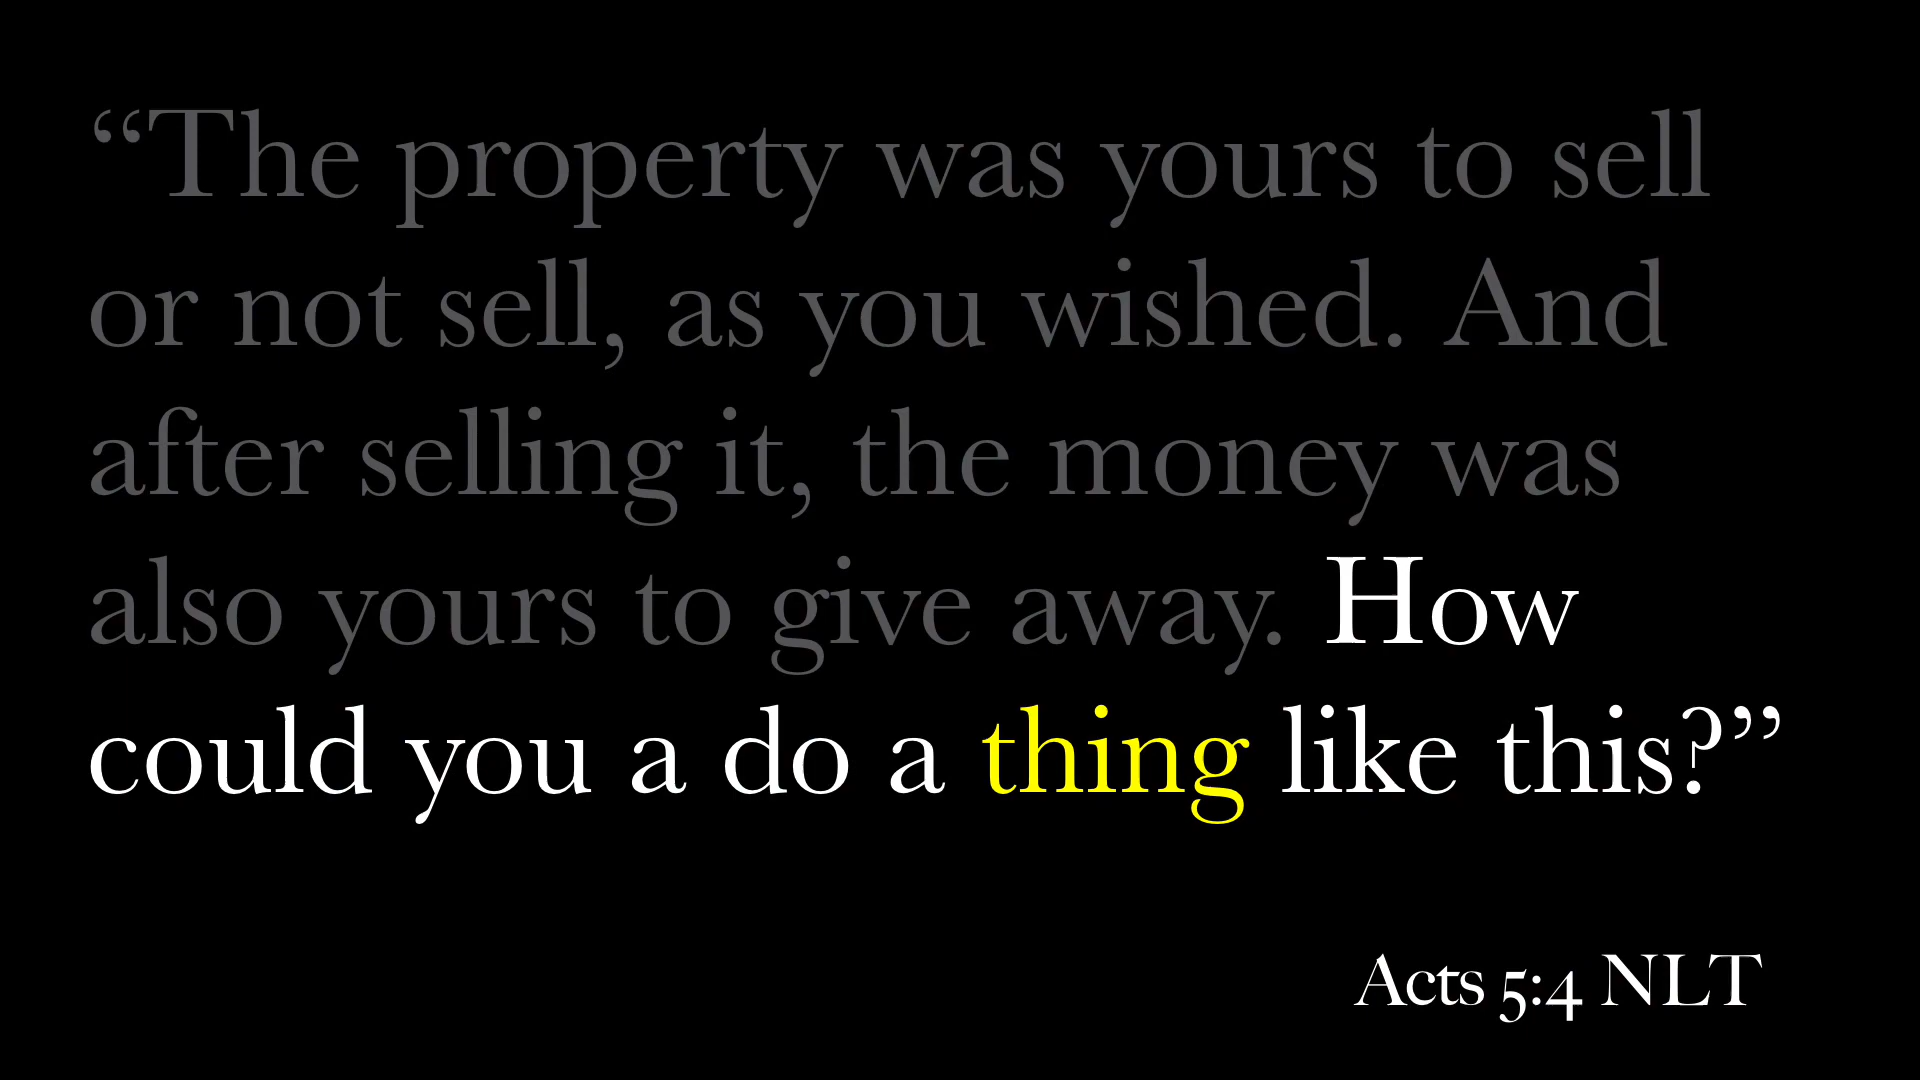 “The property was yours to sell
or not sell, as you wished. And
after selling it, the money was
also yours to give away. How
could you a do a thing like this?”
Acts 5:4 NLT